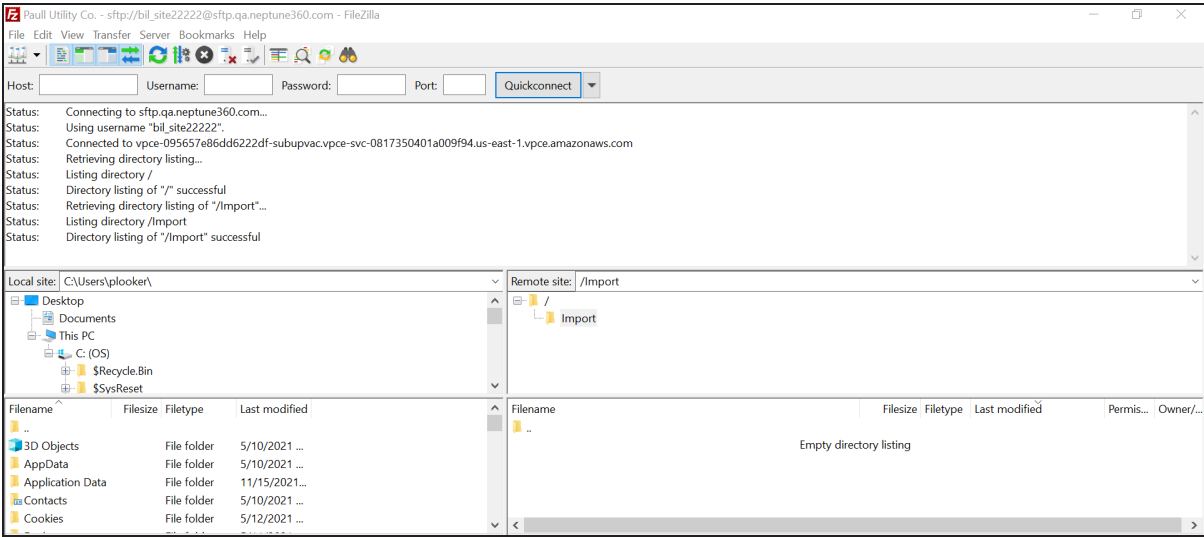 Paull Utility Co. - sftp://bil_site22222@sftp.qa.neptune360.com - FileZilla
File Edit View Transfer Server Bookmarks Help
Host: Username: Password: Port: Quickconnect
Status: Connecting to sftp.qa.neptune360.com...
Status: Using username "bil_site22222".
Status: Connected to vpce-095657e86dd6222df-subupvac.vpce-svc-0817350401a009f94.us-east-1.vpce.amazonaws.com
Status: Retrieving directory listing...
Status: Listing directory /
Status: Directory listing of "/" successful
Status: Retrieving directory listing of "/Import"...
Status: Listing directory /Import
Status: Directory listing of "/Import" successful
Local site: C:\Users\plooker\
Desktop
Documents
This PC
C: (OS)
$Recycle.Bin
$SysReset
Remote site: /Import
/
Import
Filename Filesize Filetype Last modified
..
3D Objects File folder 5/10/2021 ...
AppData File folder 5/10/2021 ...
Application Data File folder 11/15/2021...
Contacts File folder 5/10/2021 ...
Cookies File folder 5/12/2021 ...
Filename Filesize Filetype Last modified Permis... Owner/...
..
Empty directory listing